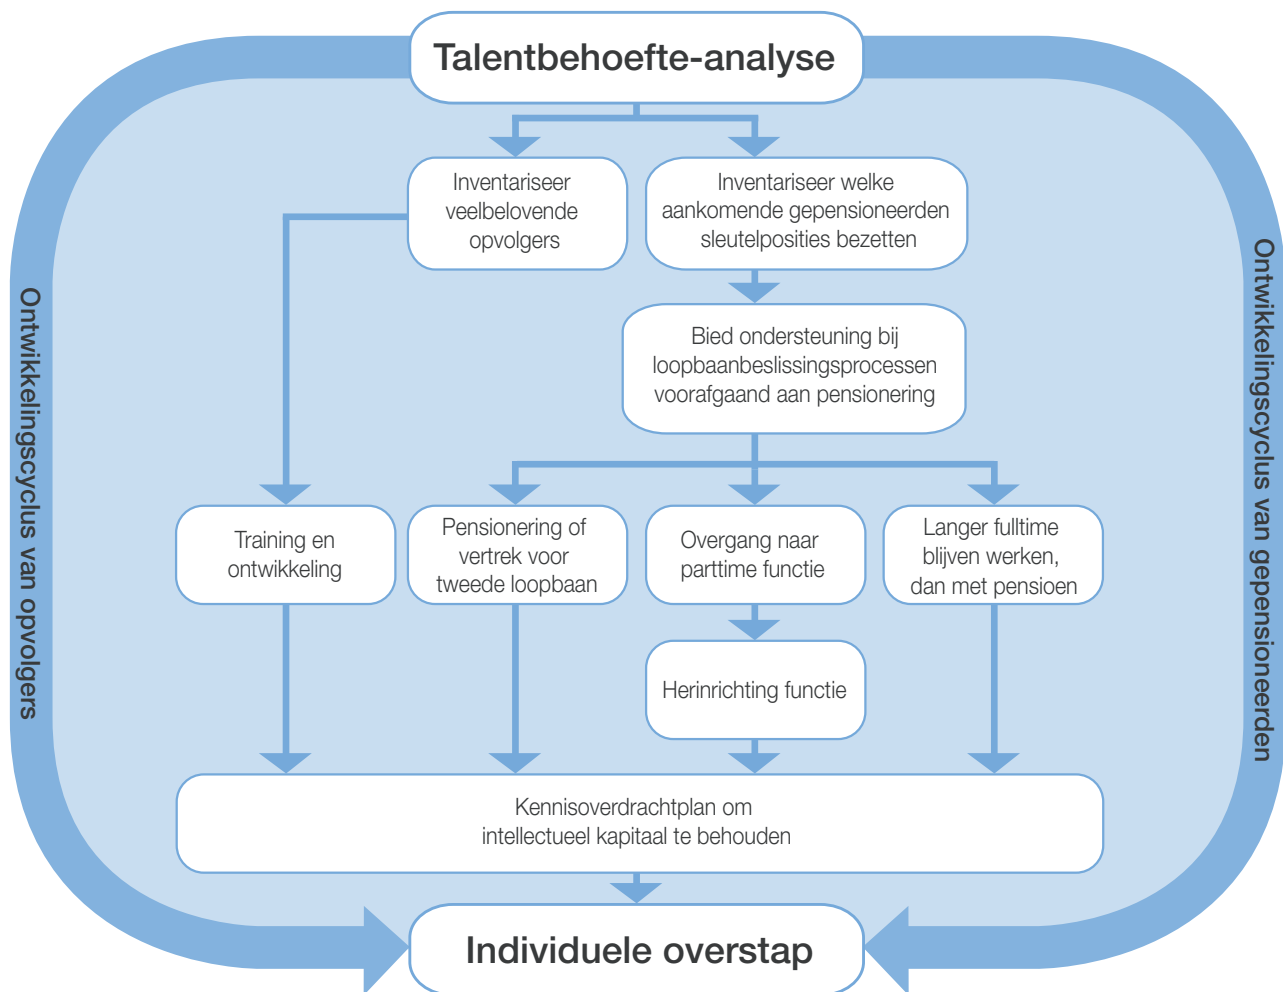 Talentbehoefte-analyse
Inventariseer
veelbelovende
opvolgers
Inventariseer welke
aankomende gepensioneerden
sleutelposities bezetten
Bied ondersteuning bij
loopbaanbeslissingsprocessen
voorafgaand aan pensionering
Training en
ontwikkeling
Pensionering of
vertrek voor
tweede loopbaan
Overgang naar
parttime functie
Langer fulltime
blijven werken,
dan met pensioen
Herinrichting functie
Kennisoverdrachtplan om
intellectueel kapitaal te behouden
Individuele overstap
Ontwikkelingscyclus van opvolgers
Ontwikkelingscyclus van gepensioneerden